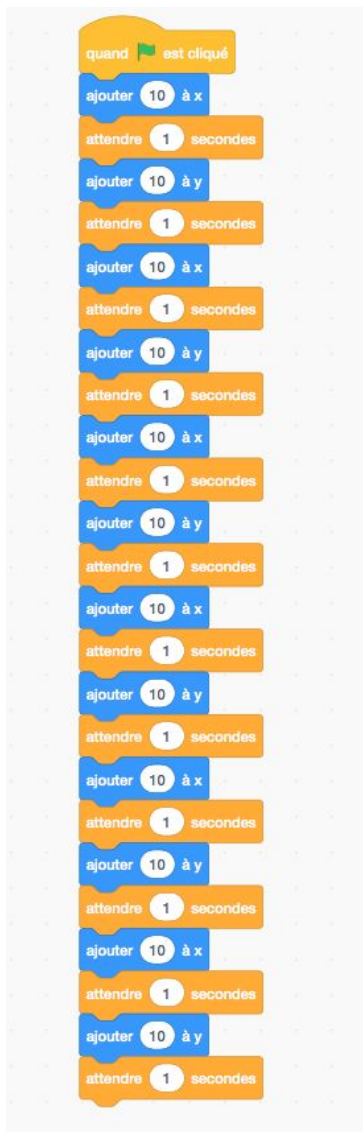 quand est cliqué
ajouter 10 à x
attendre 1 secondes
ajouter 10 à y
attendre 1 secondes
ajouter 10 à x
attendre 1 secondes
ajouter 10 à y
attendre 1 secondes
ajouter 10 à x
attendre 1 secondes
ajouter 10 à y
attendre 1 secondes
ajouter 10 à x
attendre 1 secondes
ajouter 10 à y
attendre 1 secondes
ajouter 10 à x
attendre 1 secondes
ajouter 10 à y
attendre 1 secondes
ajouter 10 à x
attendre 1 secondes
ajouter 10 à y
attendre 1 secondes